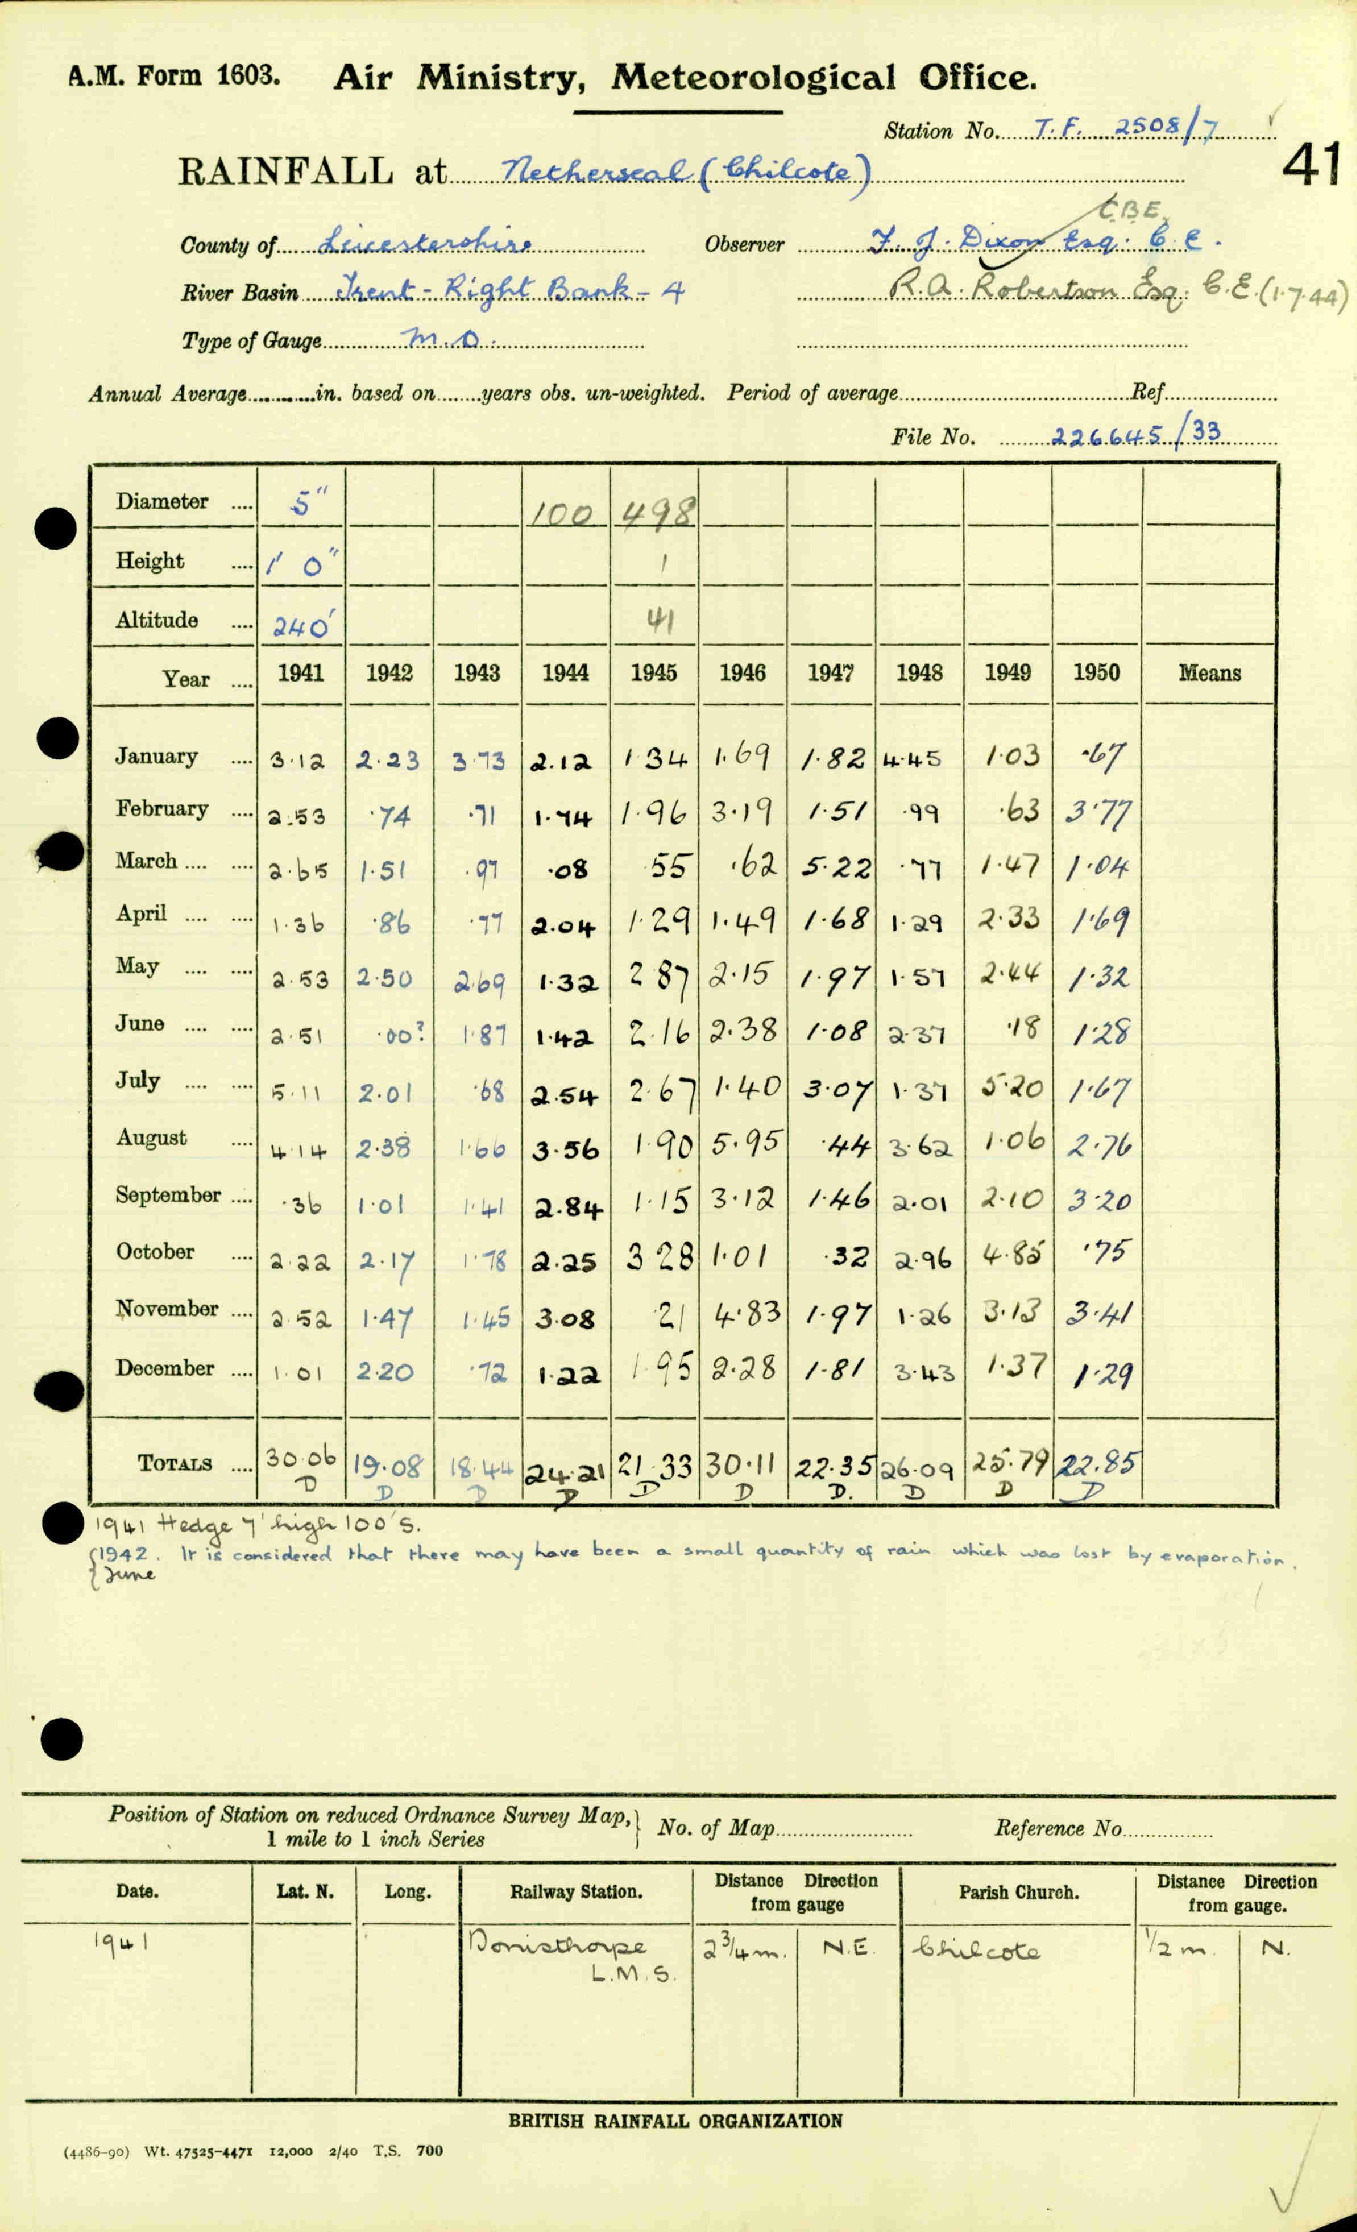 A.M. Form 1603. Air Ministry, Meteorological Office.
Station No. T.F. 2508/7
41
RAINFALL at Netherseal (Chilcote)
C.B.E.
County of Leicestershire Observer F. J. Dixon Esq. C.E.
River Basin Trent - Right Bank - 4 R.A. Robertson Esq. C.E. (1.7.44)
Type of Gauge M.O.
Annual Average in. based on years obs. un-weighted. Period of average Ref.
File No. 226645/33
Diameter 5" 100 498
Height 1' 0" 1
Altitude 240' 41
Year 1941 1942 1943 1944 1945 1946 1947 1948 1949 1950 Means
January 3.12 2.23 3.73 2.12 1.34 1.69 1.82 4.45 1.03 .67
February 2.53 .74 .71 1.74 1.96 3.19 1.51 .99 .63 3.77
March 2.65 1.51 .97 .08 .55 .62 5.22 .77 1.47 1.04
April 1.36 .86 .77 2.04 1.29 1.49 1.68 1.29 2.33 1.69
May 2.53 2.50 2.69 1.32 2.87 2.15 1.97 1.57 2.44 1.32
June 2.51 .00? 1.87 1.42 2.16 2.38 1.08 2.37 .18 1.28
July 5.11 2.01 .68 2.54 2.67 1.40 3.07 1.37 5.20 1.67
August 4.14 2.38 1.66 3.56 1.90 5.95 .44 3.62 1.06 2.76
September .36 1.01 1.41 2.84 1.15 3.12 1.46 2.01 2.10 3.20
October 2.22 2.17 1.78 2.25 3.28 1.01 .32 2.96 4.85 .75
November 2.52 1.47 1.45 3.08 .21 4.83 1.97 1.26 3.13 3.41
December 1.01 2.20 .72 1.22 1.95 2.28 1.81 3.43 1.37 1.29
TOTALS 30.06 19.08 18.44 24.21 21.33 30.11 22.35 26.09 25.79 22.85
D D D D D D D. D D D
1941 Hedge 7' high 100' S.
{1942. It is considered that there may have been a small quantity of rain which was lost by evaporation.
{June
Position of Station on reduced Ordnance Survey Map,} No. of Map Reference No.
1 mile to 1 inch Series
Date. Lat. N. Long. Railway Station. Distance from gauge Direction Parish Church. Distance from gauge. Direction
1941 Donisthorpe 2¾ m. N.E. Chilcote ½ m. N.
L.M.S.
BRITISH RAINFALL ORGANIZATION
(4486-90) Wt. 47525-4471 12,000 2/40 T.S. 700